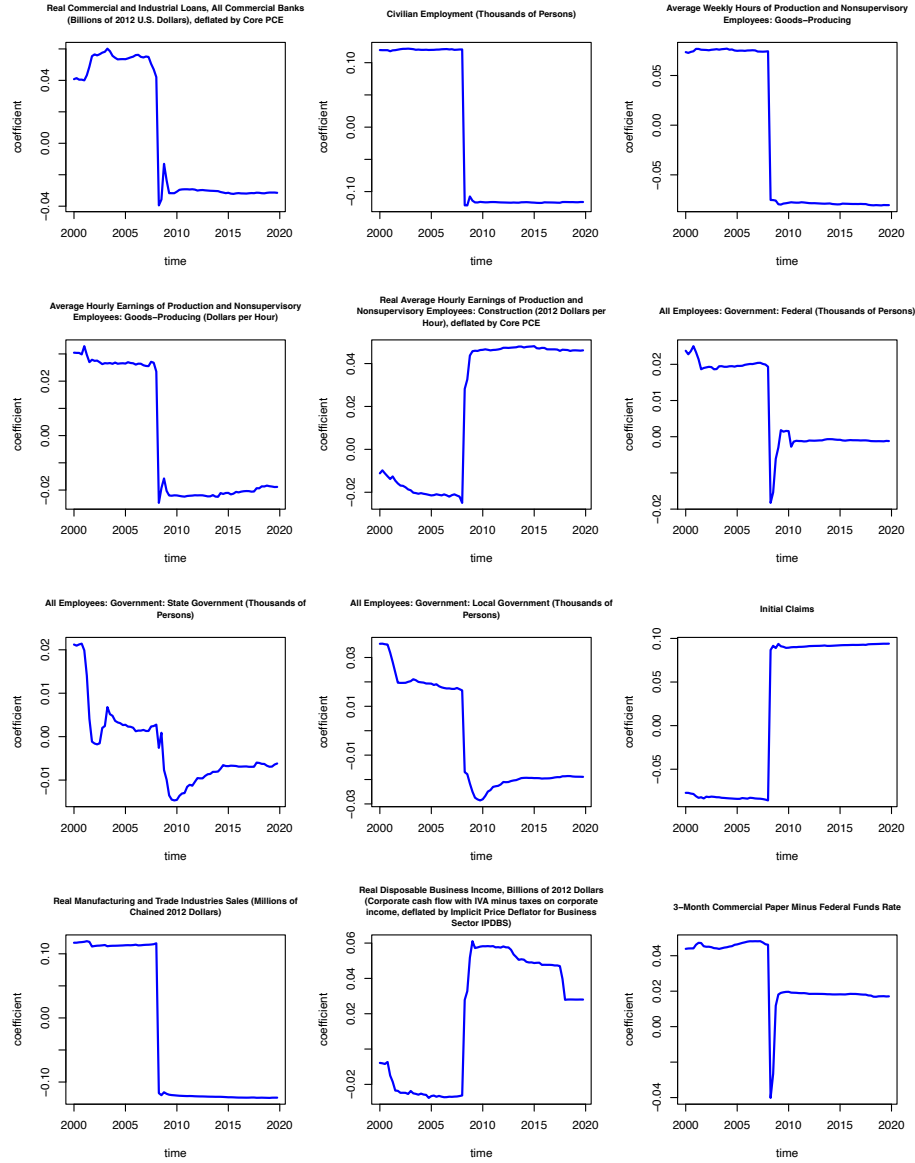 Real Commercial and Industrial Loans, All Commercial Banks
(Billions of 2012 U.S. Dollars), deflated by Core PCE
coefficient
0.04
0.00
−0.04
2000 2005 2010 2015 2020
time
Civilian Employment (Thousands of Persons)
coefficient
0.10
0.00
−0.10
2000 2005 2010 2015 2020
time
Average Weekly Hours of Production and Nonsupervisory
Employees: Goods−Producing
coefficient
0.05
0.00
−0.05
2000 2005 2010 2015 2020
time
Average Hourly Earnings of Production and Nonsupervisory
Employees: Goods−Producing (Dollars per Hour)
coefficient
0.02
0.00
−0.02
2000 2005 2010 2015 2020
time
Real Average Hourly Earnings of Production and
Nonsupervisory Employees: Construction (2012 Dollars per
Hour), deflated by Core PCE
coefficient
0.04
0.02
0.00
−0.02
2000 2005 2010 2015 2020
time
All Employees: Government: Federal (Thousands of Persons)
coefficient
0.02
0.01
0.00
−0.02
2000 2005 2010 2015 2020
time
All Employees: Government: State Government (Thousands of
Persons)
coefficient
0.02
0.01
0.00
−0.01
2000 2005 2010 2015 2020
time
All Employees: Government: Local Government (Thousands of
Persons)
coefficient
0.03
0.01
−0.01
−0.03
2000 2005 2010 2015 2020
time
Initial Claims
coefficient
0.10
0.05
0.00
−0.05
2000 2005 2010 2015 2020
time
Real Manufacturing and Trade Industries Sales (Millions of
Chained 2012 Dollars)
coefficient
0.10
0.00
−0.10
2000 2005 2010 2015 2020
time
Real Disposable Business Income, Billions of 2012 Dollars
(Corporate cash flow with IVA minus taxes on corporate
income, deflated by Implicit Price Deflator for Business
Sector IPDBS)
coefficient
0.06
0.02
−0.02
2000 2005 2010 2015 2020
time
3−Month Commercial Paper Minus Federal Funds Rate
coefficient
0.04
0.02
0.00
−0.04
2000 2005 2010 2015 2020
time